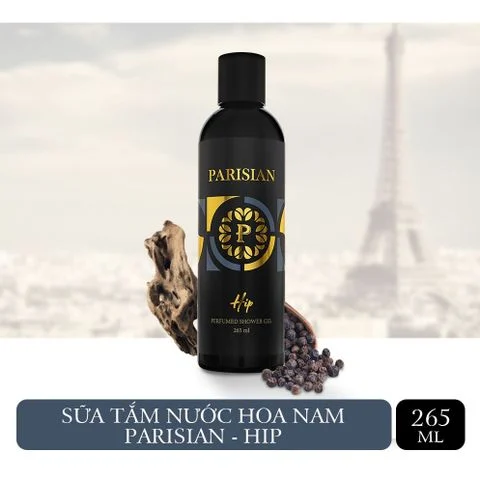 PARISIAN
P
Hip
PERFUMED SHOWER GEL
265 ml
SỮA TẮM NƯỚC HOA NAM
PARISIAN - HIP
265
ML